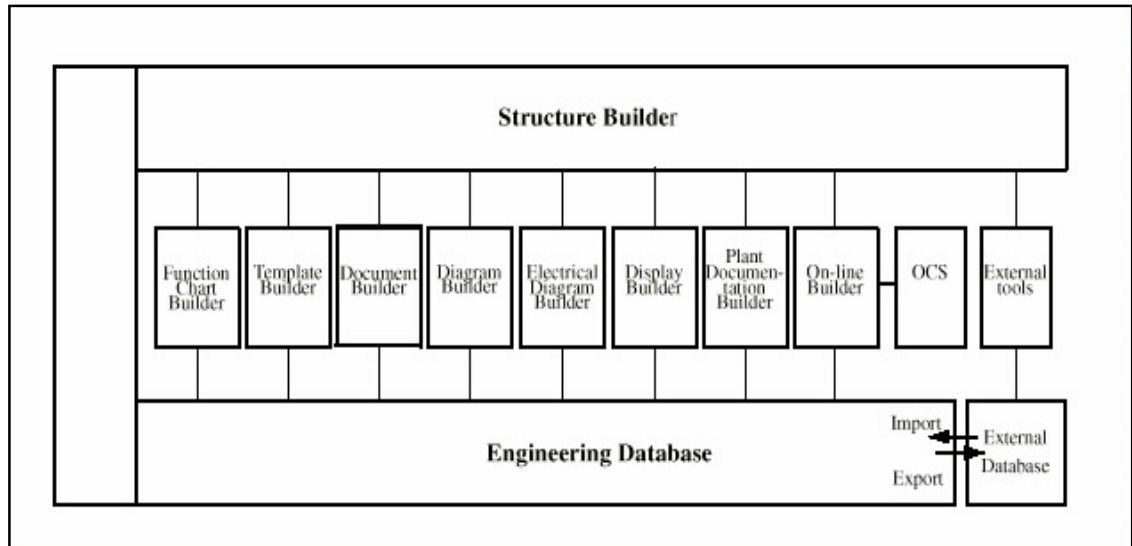 Structure Builder
Function
Chart
Builder
Template
Builder
Document
Builder
Diagram
Builder
Electrical
Diagram
Builder
Display
Builder
Plant
Documen-
tation
Builder
On-line
Builder
OCS
External
tools
Engineering Database
Import
Export
External
Database